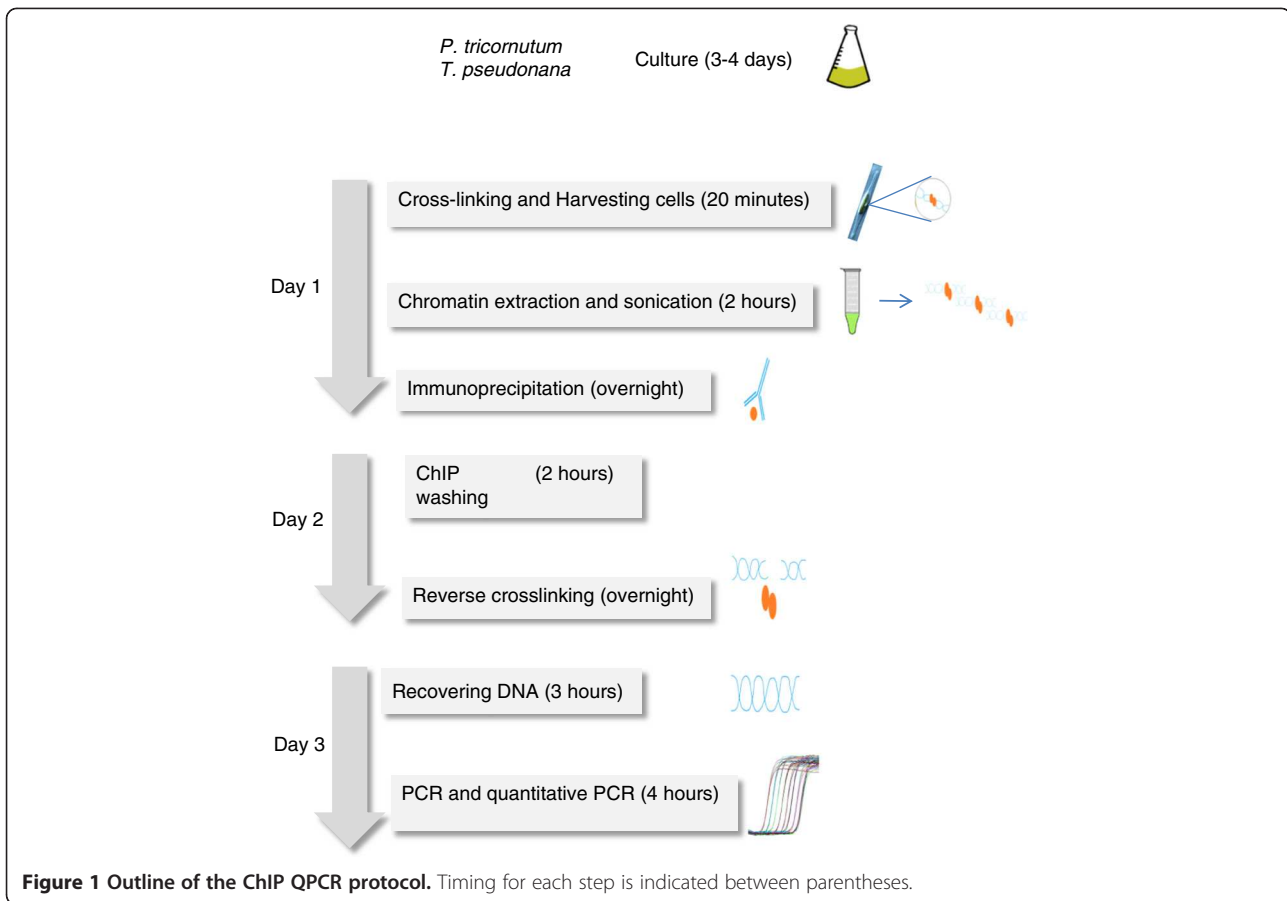 P. tricornutum
T. pseudonana
Culture (3-4 days)
Cross-linking and Harvesting cells (20 minutes)
Day 1
Chromatin extraction and sonication (2 hours)
Immunoprecipitation (overnight)
ChIP (2 hours)
washing
Day 2
Reverse crosslinking (overnight)
Recovering DNA (3 hours)
Day 3
PCR and quantitative PCR (4 hours)
Figure 1 Outline of the ChIP QPCR protocol. Timing for each step is indicated between parentheses.